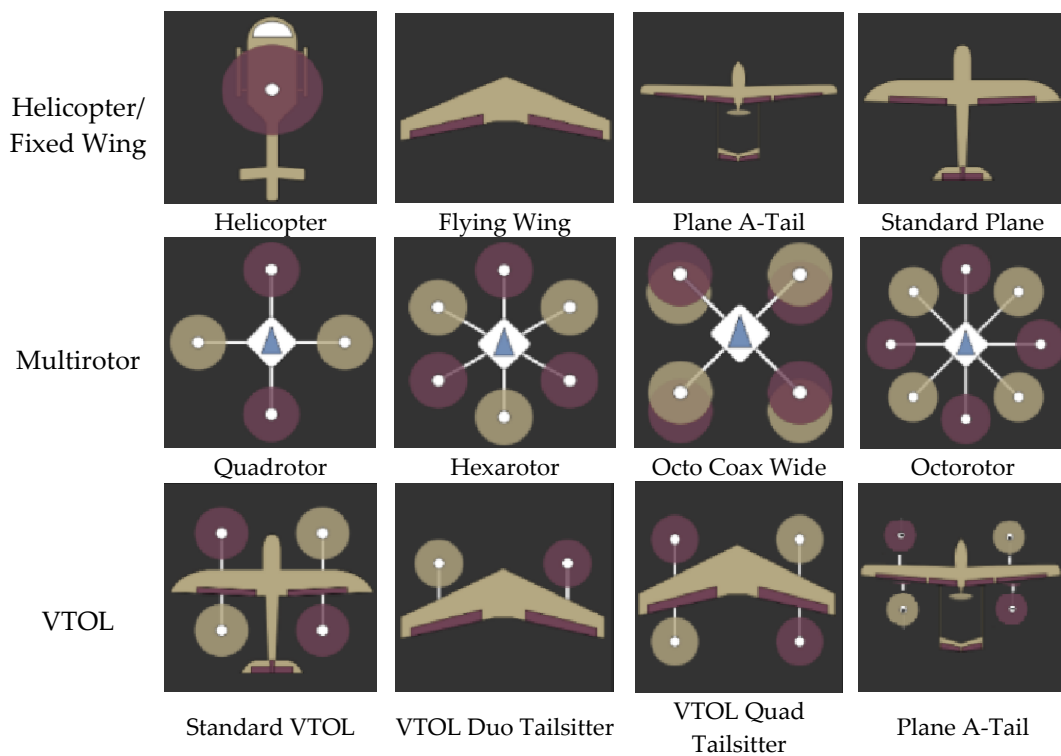 Helicopter/
Fixed Wing
Helicopter
Flying Wing
Plane A-Tail
Standard Plane
Multirotor
Quadrotor
Hexarotor
Octo Coax Wide
Octorotor
VTOL
Standard VTOL
VTOL Duo Tailsitter
VTOL Quad
Tailsitter
Plane A-Tail